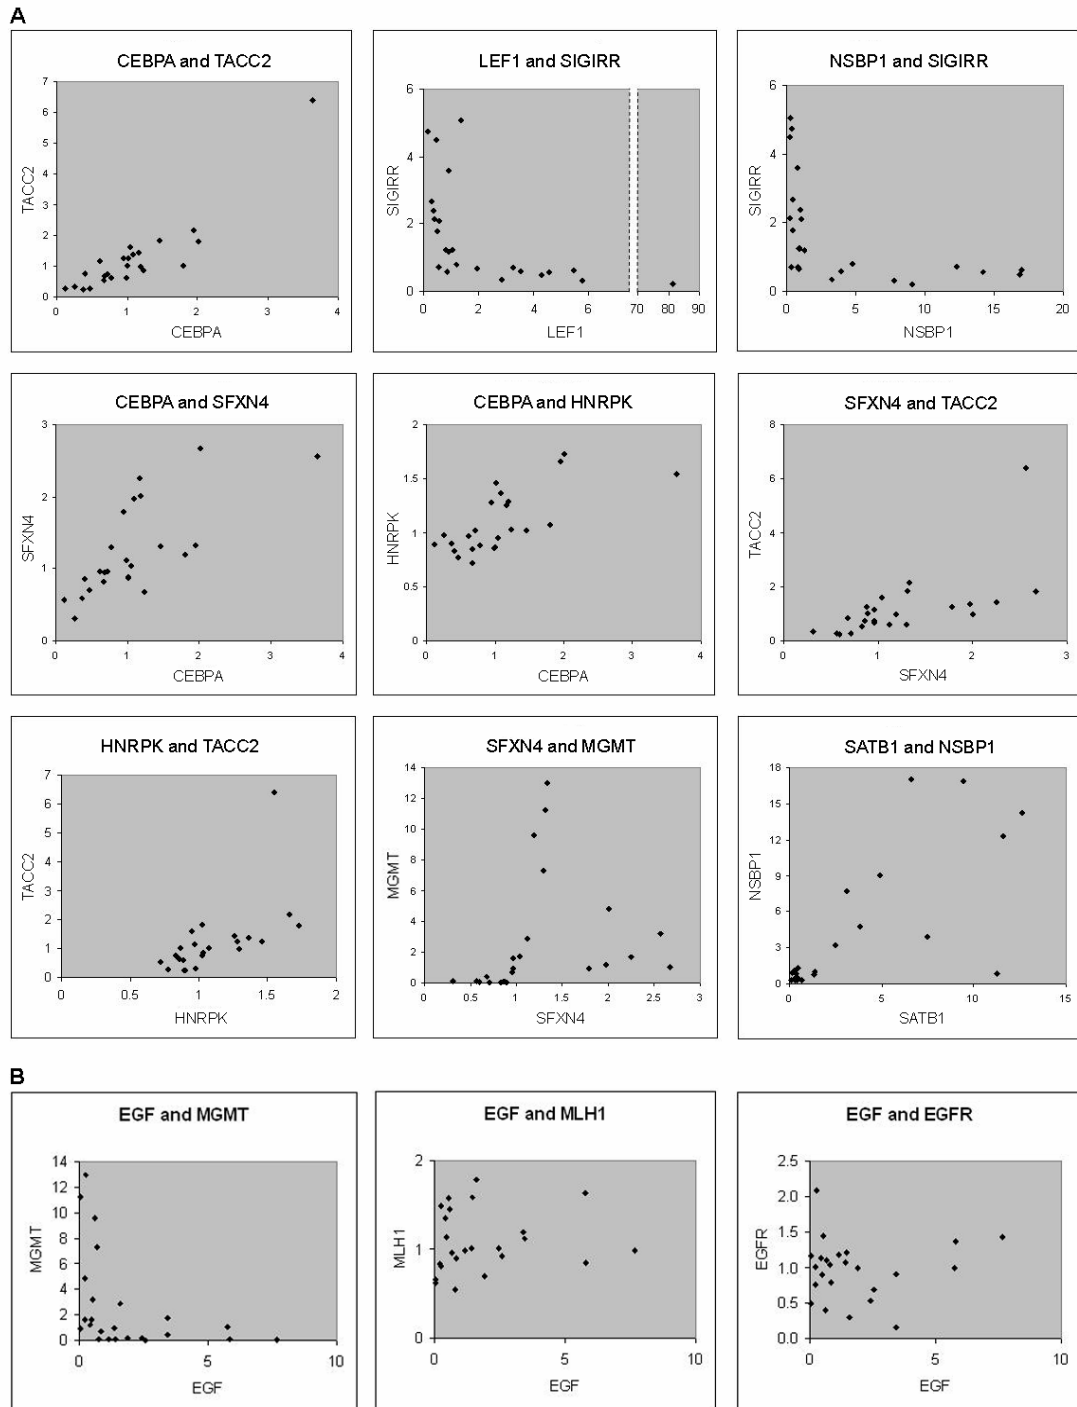 A
CEBPA and TACC2
7
6
5
4
3
2
1
0
0 1 2 3 4
TACC2
CEBPA
LEF1 and SIGIRR
6
4
2
0
0 2 4 6 70 80 90
SIGIRR
LEF1
NSBP1 and SIGIRR
6
4
2
0
0 5 10 15 20
SIGIRR
NSBP1
CEBPA and SFXN4
3
2
1
0
0 1 2 3 4
SFXN4
CEBPA
CEBPA and HNRPK
2
1.5
1
0.5
0
0 1 2 3 4
HNRPK
CEBPA
SFXN4 and TACC2
8
6
4
2
0
0 1 2 3
TACC2
SFXN4
HNRPK and TACC2
7
6
5
4
3
2
1
0
0 0.5 1 1.5 2
TACC2
HNRPK
SFXN4 and MGMT
14
12
10
8
6
4
2
0
0 0.5 1 1.5 2 2.5 3
MGMT
SFXN4
SATB1 and NSBP1
18
15
12
9
6
3
0
0 5 10 15
NSBP1
SATB1
B
EGF and MGMT
14
12
10
8
6
4
2
0
0 5 10
MGMT
EGF
EGF and MLH1
2
1
0
0 5 10
MLH1
EGF
EGF and EGFR
2.5
2.0
1.5
1.0
0.5
0.0
0 5 10
EGFR
EGF